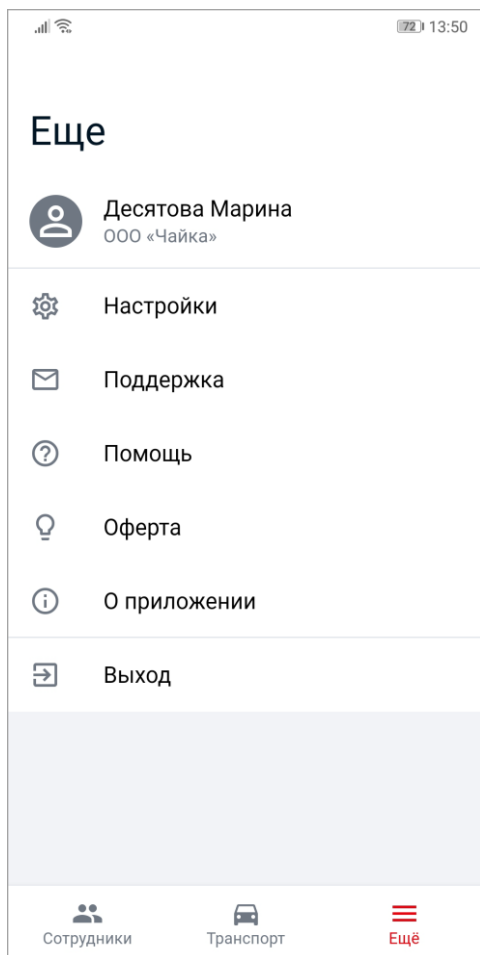 72 13:50
Еще
Десятова Марина
ООО «Чайка»
Настройки
Поддержка
Помощь
Оферта
О приложении
Выход
Сотрудники Транспорт Ещё